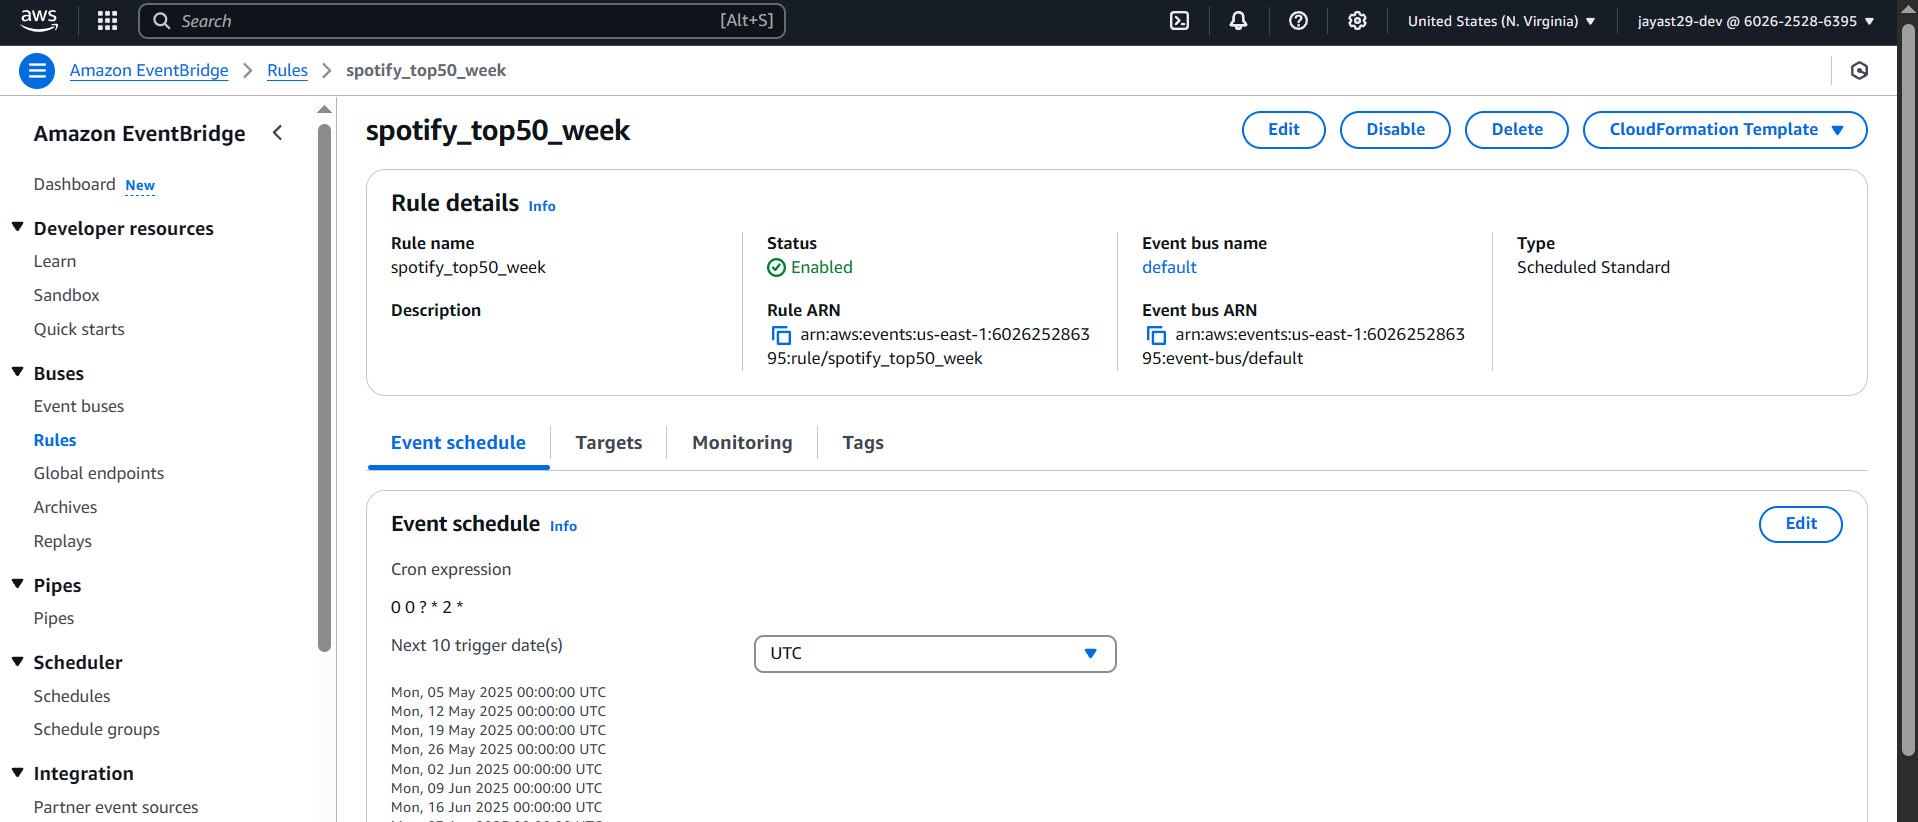 aws Search [Alt+S] United States (N. Virginia) jayast29-dev @ 6026-2528-6395
Amazon EventBridge Rules spotify_top50_week
Amazon EventBridge
Dashboard New
Developer resources
Learn
Sandbox
Quick starts
Buses
Event buses
Rules
Global endpoints
Archives
Replays
Pipes
Pipes
Scheduler
Schedules
Schedule groups
Integration
Partner event sources
spotify_top50_week
Edit Disable Delete CloudFormation Template
Rule details Info
Rule name
spotify_top50_week
Description
Status
Enabled
Rule ARN
arn:aws:events:us-east-1:6026252863
95:rule/spotify_top50_week
Event bus name
default
Event bus ARN
arn:aws:events:us-east-1:6026252863
95:event-bus/default
Type
Scheduled Standard
Event schedule Targets Monitoring Tags
Event schedule Info Edit
Cron expression
0 0 ? * 2 *
Next 10 trigger date(s) UTC
Mon, 05 May 2025 00:00:00 UTC
Mon, 12 May 2025 00:00:00 UTC
Mon, 19 May 2025 00:00:00 UTC
Mon, 26 May 2025 00:00:00 UTC
Mon, 02 Jun 2025 00:00:00 UTC
Mon, 09 Jun 2025 00:00:00 UTC
Mon, 16 Jun 2025 00:00:00 UTC